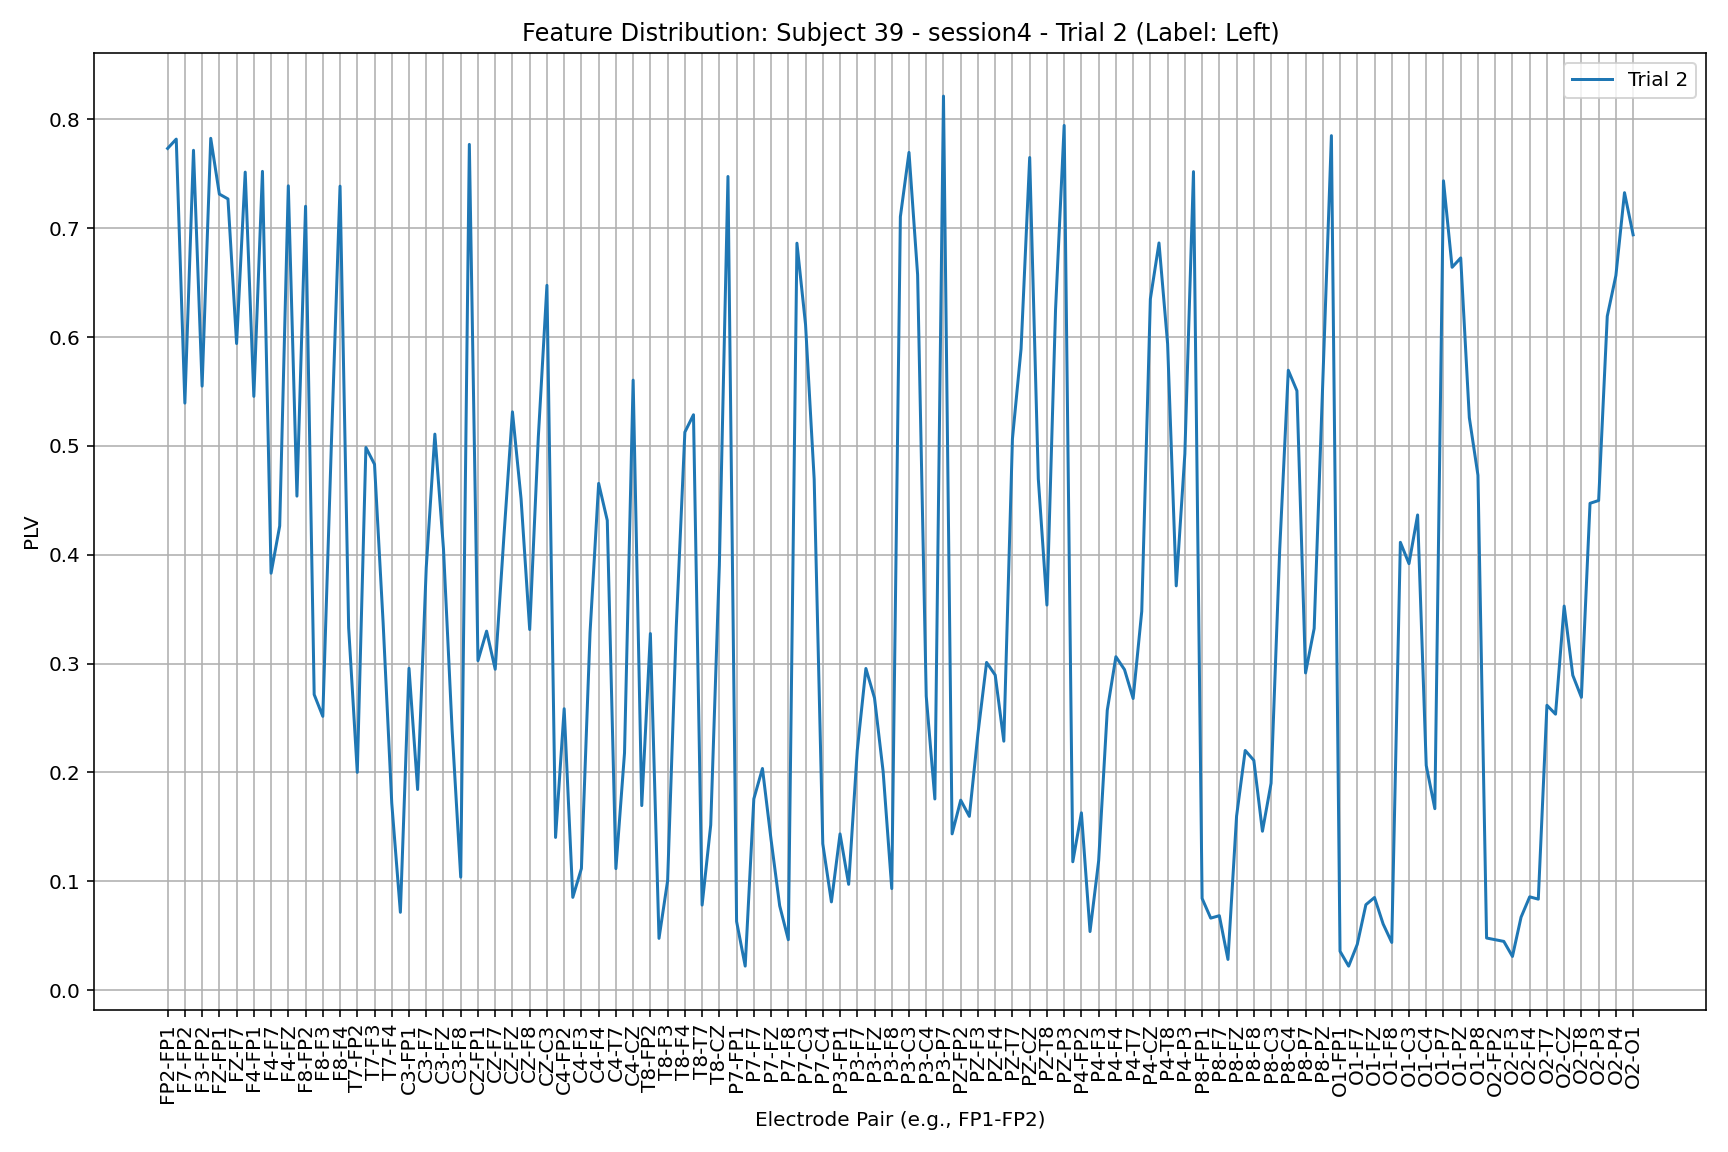 Feature Distribution: Subject 39 - session4 - Trial 2 (Label: Left)
Trial 2
0.8
0.7
0.6
0.5
0.4
0.3
0.2
0.1
0.0
PLV
FP2-FP1
F7-FP2
F3-FP2
FZ-FP1
FZ-F7
F4-FP1
F4-F7
F4-FZ
F8-FP2
F8-F3
F8-F4
T7-FP2
T7-F3
T7-F4
C3-FP1
C3-F7
C3-FZ
C3-F8
CZ-FP1
CZ-F7
CZ-FZ
CZ-F8
CZ-C3
C4-FP2
C4-F3
C4-F4
C4-T7
C4-CZ
T8-FP2
T8-F3
T8-F4
T8-T7
T8-CZ
P7-FP1
P7-F7
P7-FZ
P7-F8
P7-C3
P7-C4
P3-FP1
P3-F7
P3-FZ
P3-F8
P3-C3
P3-C4
P3-P7
PZ-FP2
PZ-F3
PZ-F4
PZ-T7
PZ-CZ
PZ-T8
PZ-P3
P4-FP2
P4-F3
P4-F4
P4-T7
P4-CZ
P4-T8
P4-P3
P8-FP1
P8-F7
P8-FZ
P8-F8
P8-C3
P8-C4
P8-P7
P8-PZ
O1-FP1
O1-F7
O1-FZ
O1-F8
O1-C3
O1-C4
O1-P7
O1-PZ
O1-P8
O2-FP2
O2-F3
O2-F4
O2-T7
O2-CZ
O2-T8
O2-P3
O2-P4
O2-O1
Electrode Pair (e.g., FP1-FP2)